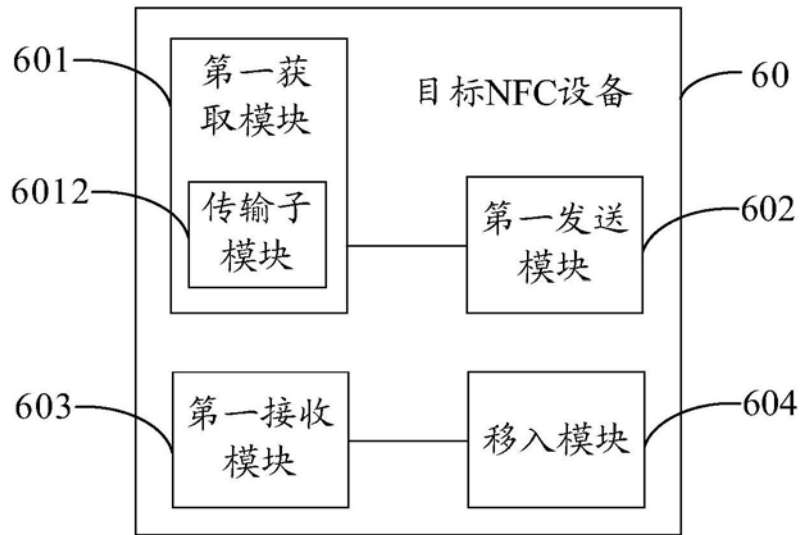 601
第一获
取模块
目标NFC设备
60
6012
传输子
模块
第一发送
模块
602
603
第一接收
模块
移入模块
604